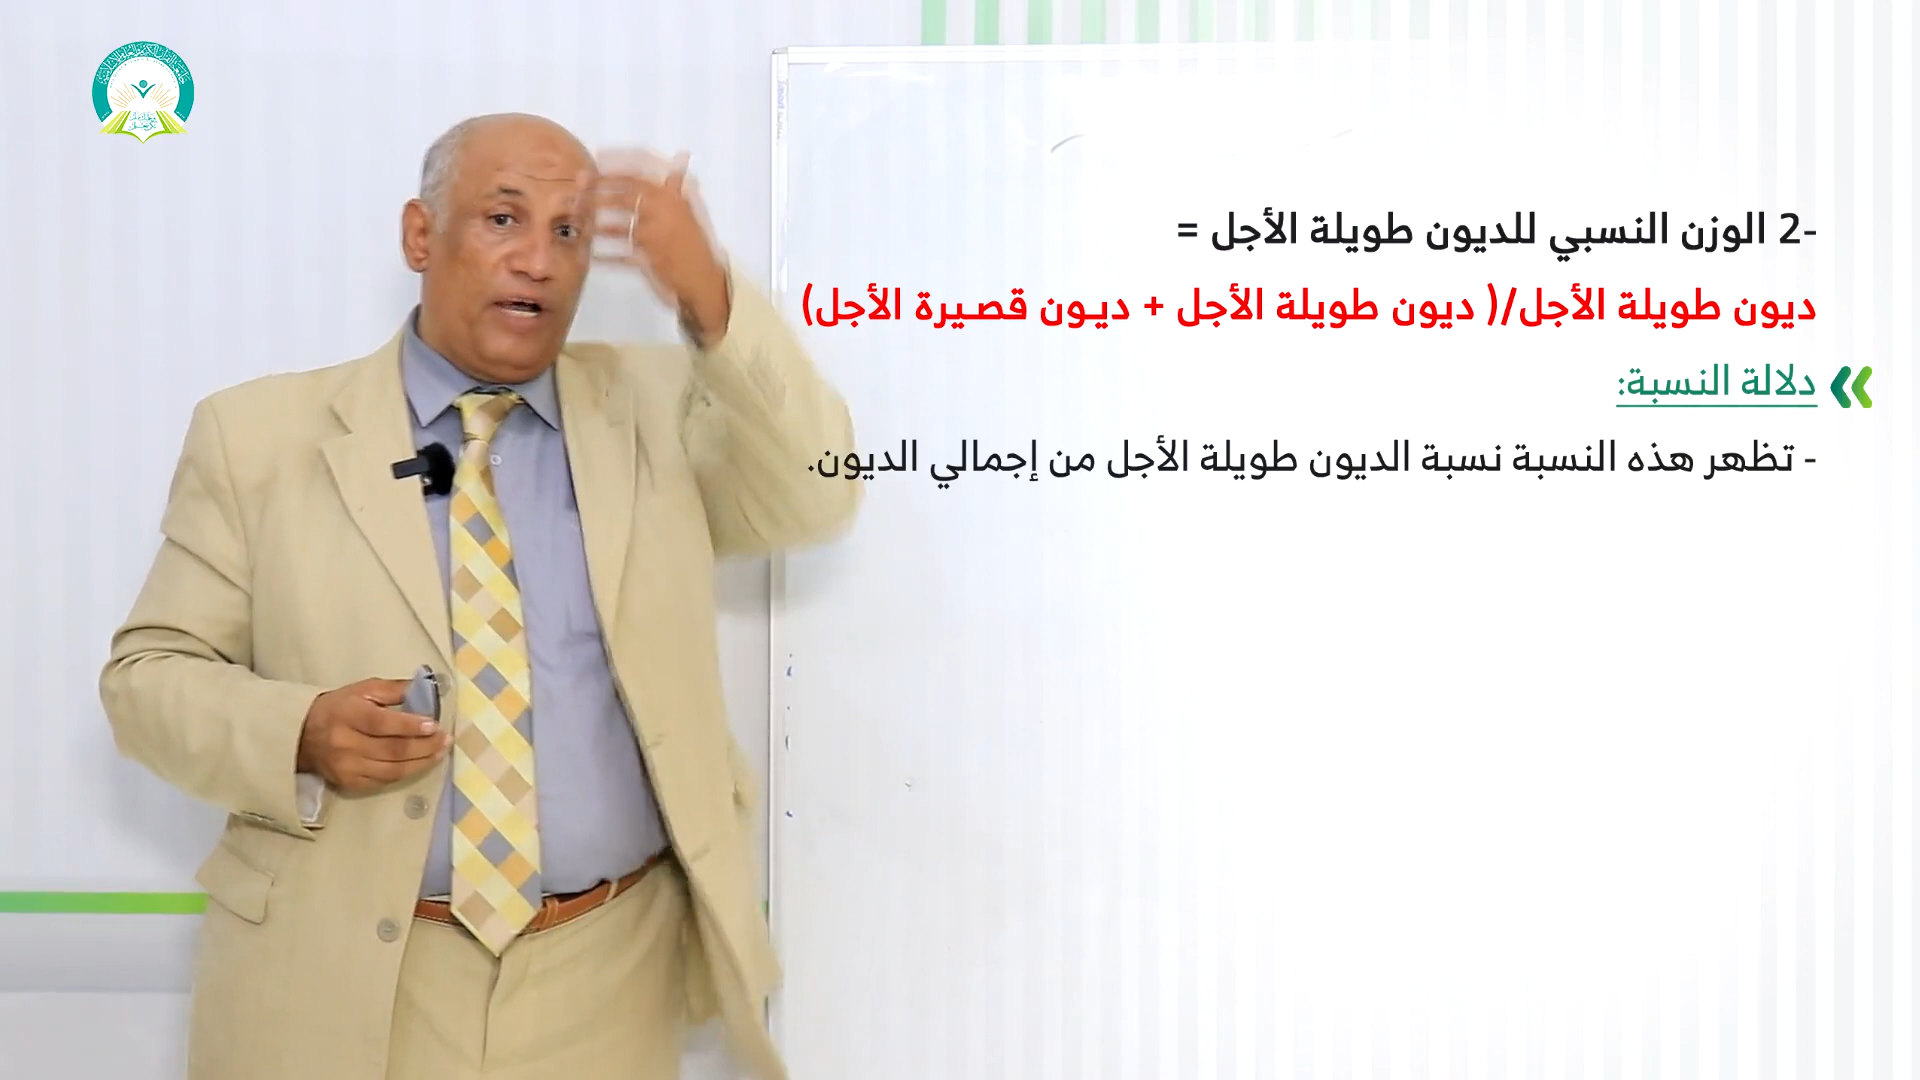 -2 الوزن النسبي للديون طويلة الأجل =
ديون طويلة الأجل/( ديون طويلة الأجل + ديون قصيرة الأجل)
دلالة النسبة:
- تظهر هذه النسبة نسبة الديون طويلة الأجل من إجمالي الديون.